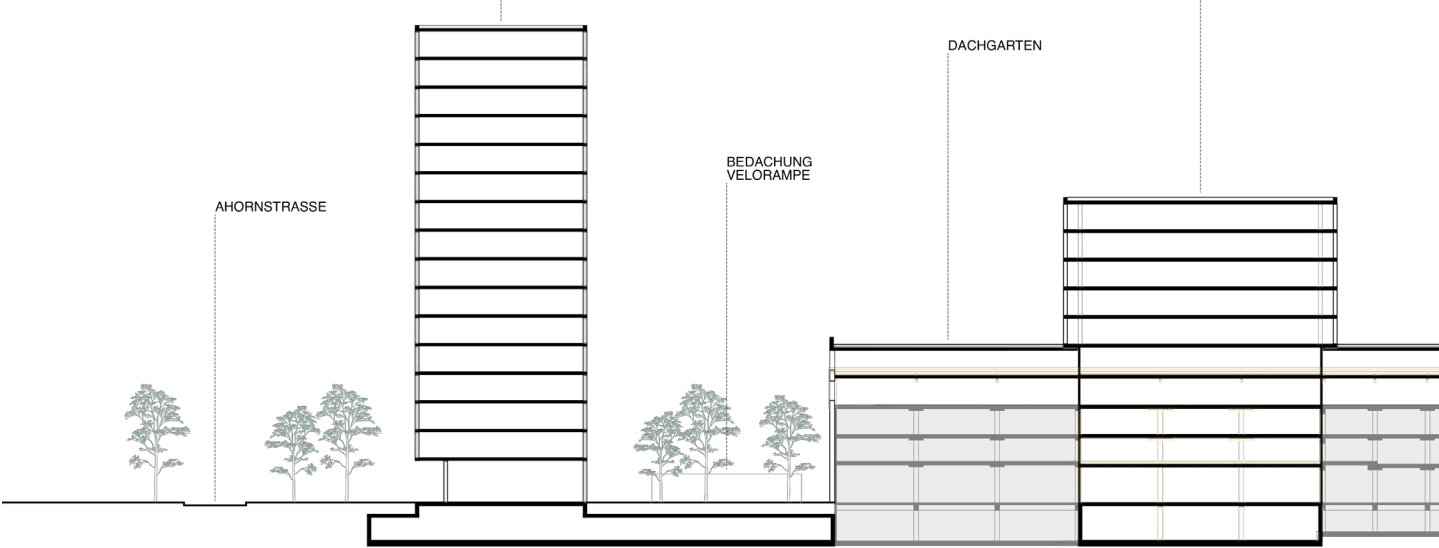 DACHGARTEN
BEDACHUNG
VELORAMPE
AHORNSTRASSE